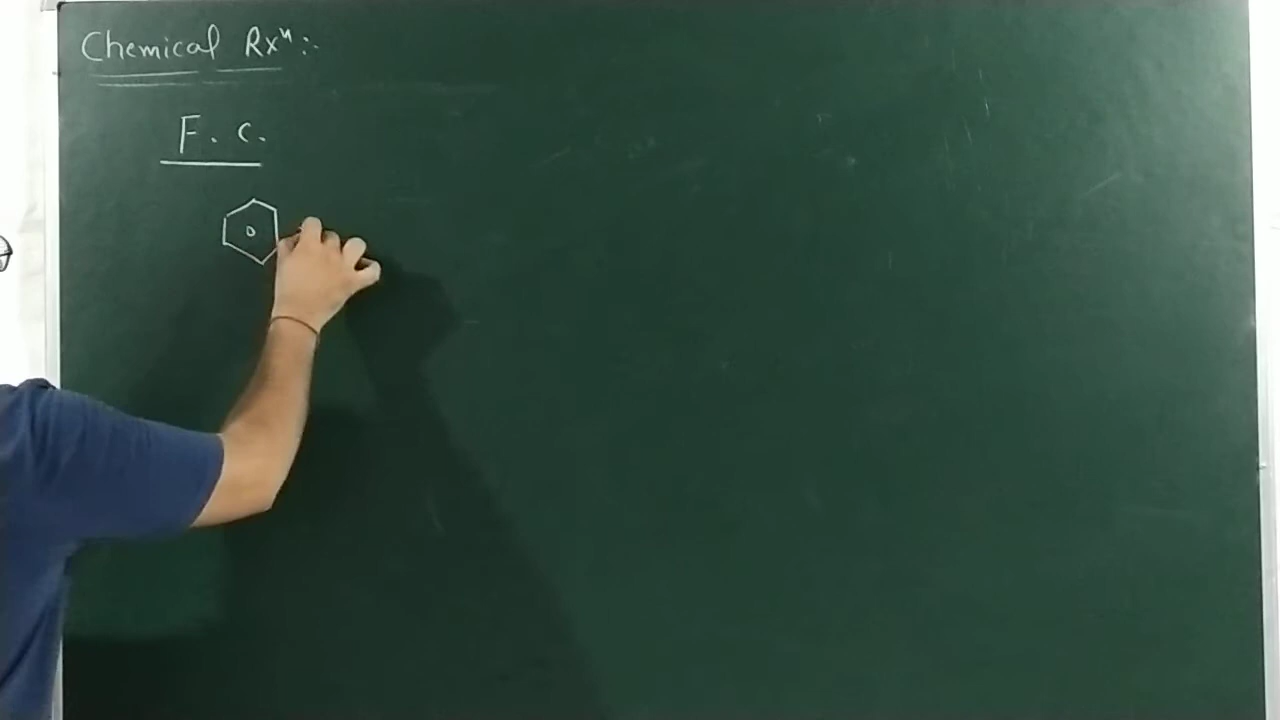 Chemical Rxⁿ :-
F. C.